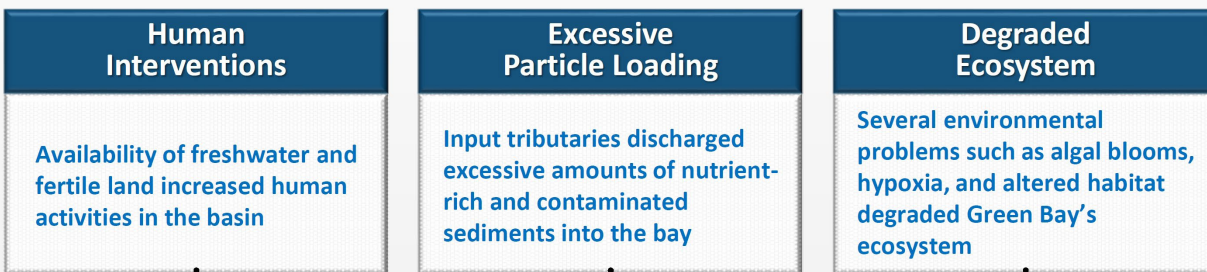 Human
Interventions
Availability of freshwater and
fertile land increased human
activities in the basin
Excessive
Particle Loading
Input tributaries discharged
excessive amounts of nutrient-
rich and contaminated
sediments into the bay
Degraded
Ecosystem
Several environmental
problems such as algal blooms,
hypoxia, and altered habitat
degraded Green Bay's
ecosystem